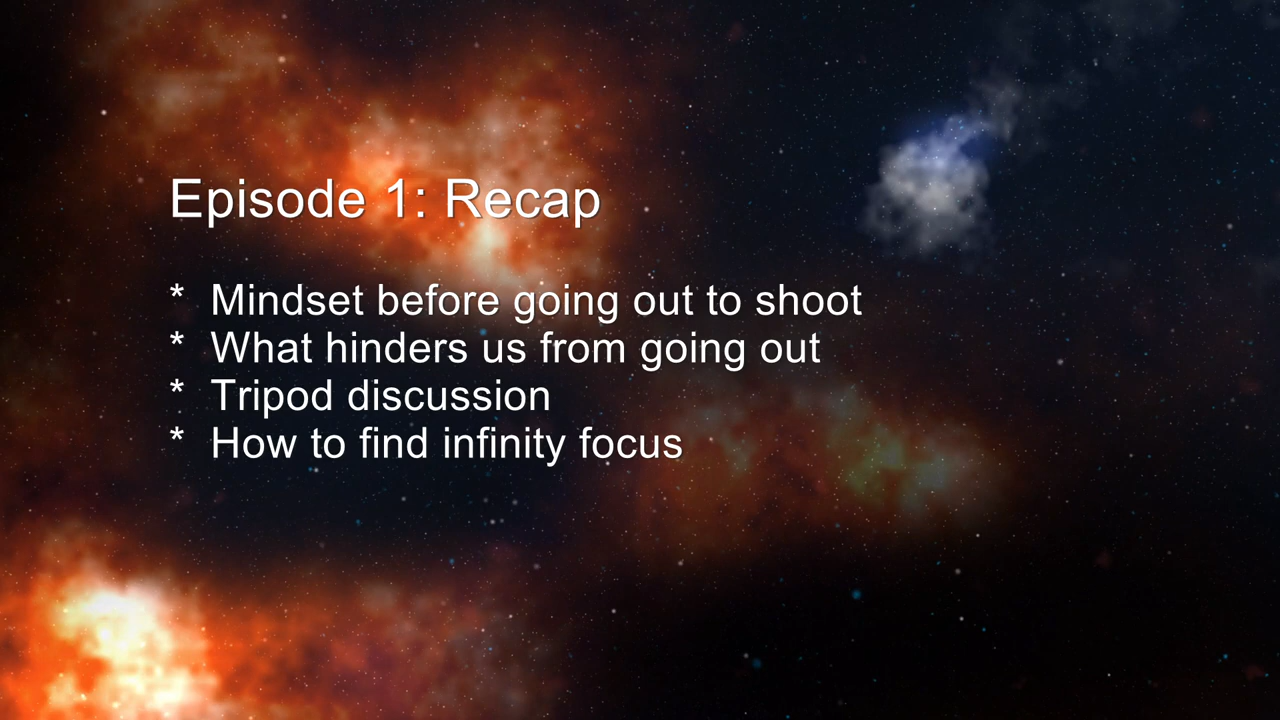 Episode 1: Recap
* Mindset before going out to shoot
* What hinders us from going out
* Tripod discussion
* How to find infinity focus